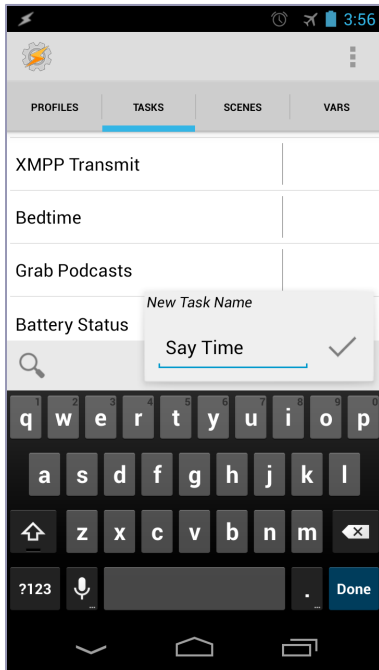 3:56
PROFILES TASKS SCENES VARS
XMPP Transmit
Bedtime
Grab Podcasts
Battery Status
New Task Name
Say Time
1 2 3 4 5 6 7 8 9 0
q w e r t y u i o p
a s d f g h j k l
z x c v b n m
?123 . ... Done